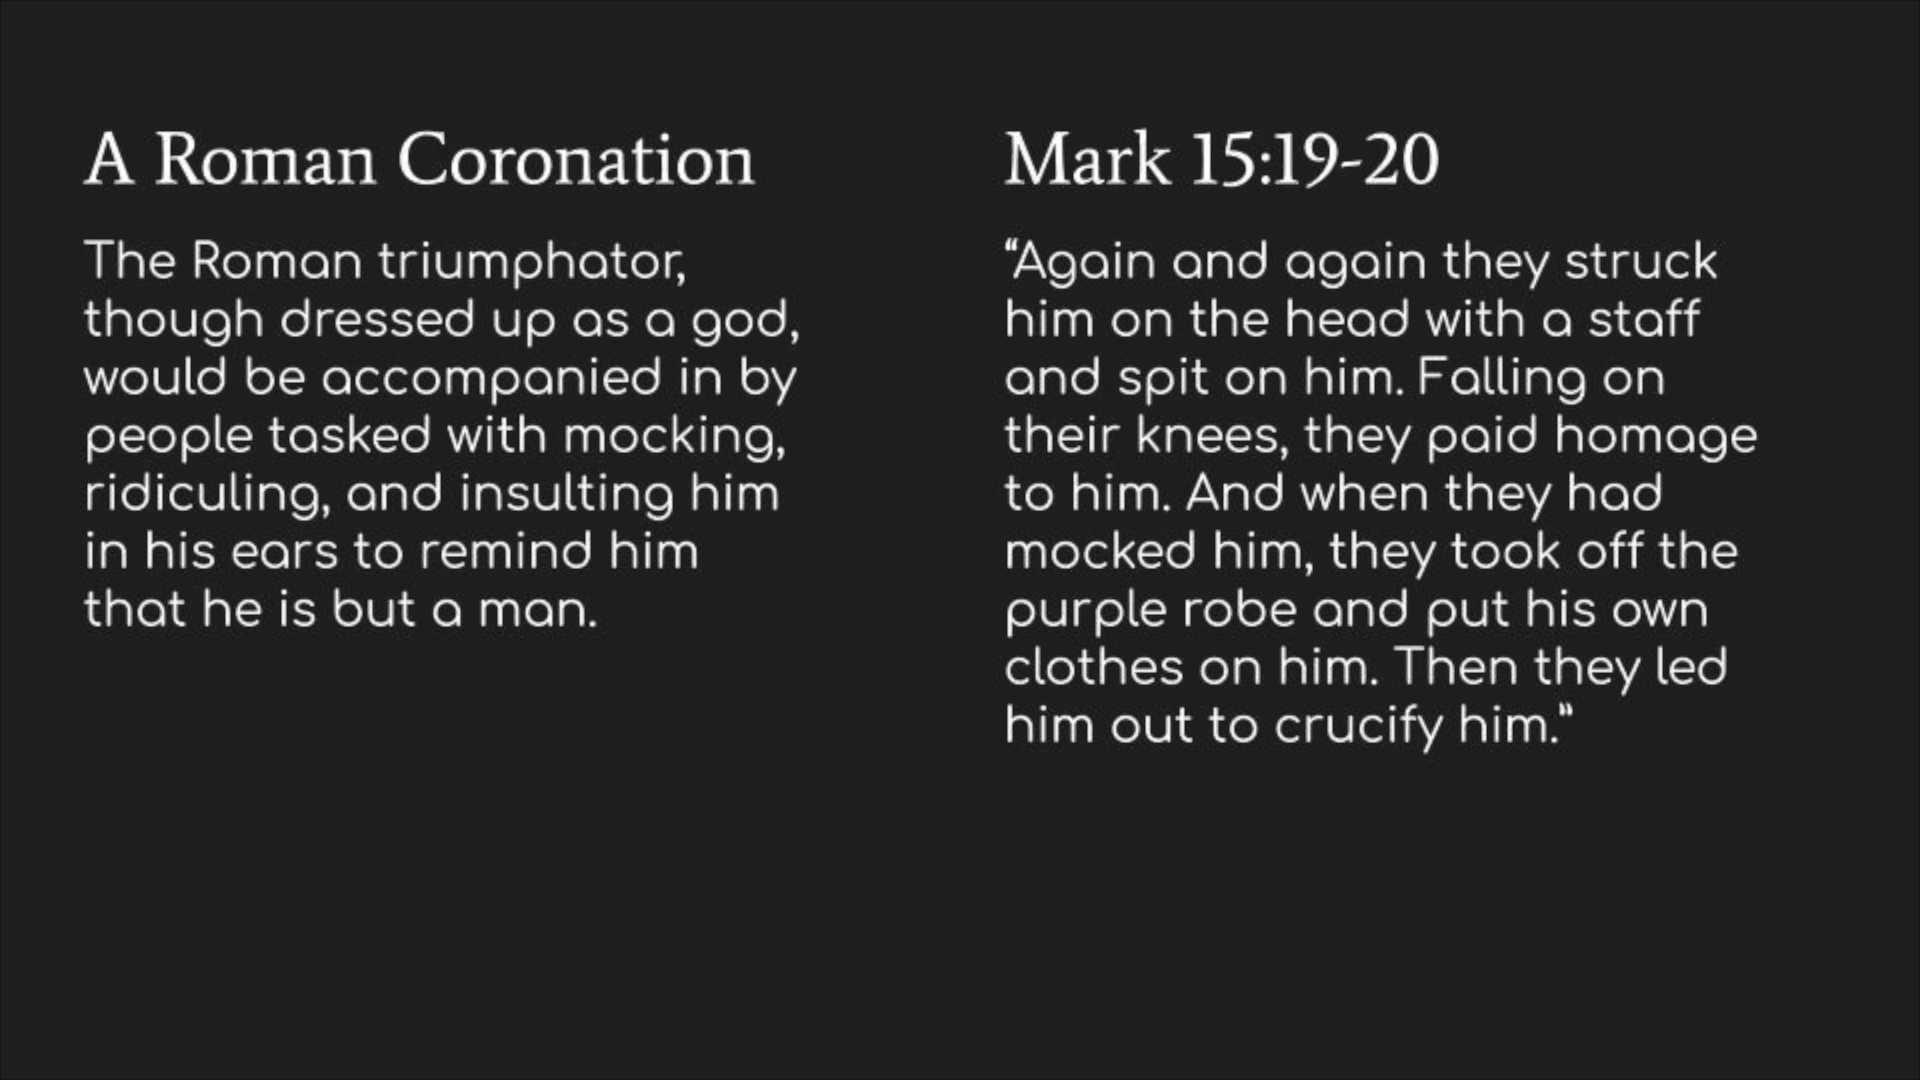 A Roman Coronation
The Roman triumphator,
though dressed up as a god,
would be accompanied in by
people tasked with mocking,
ridiculing, and insulting him
in his ears to remind him
that he is but a man.
Mark 15:19-20
“Again and again they struck
him on the head with a staff
and spit on him. Falling on
their knees, they paid homage
to him. And when they had
mocked him, they took off the
purple robe and put his own
clothes on him. Then they led
him out to crucify him.”